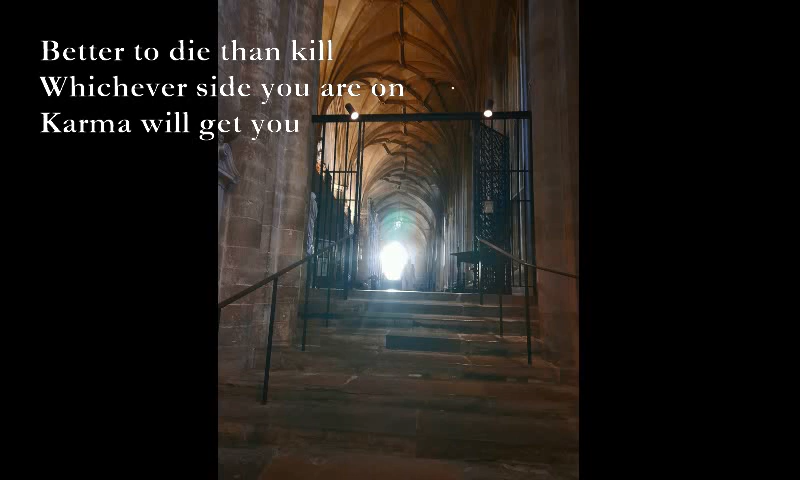 Better to die than kill
Whichever side you are on
Karma will get you